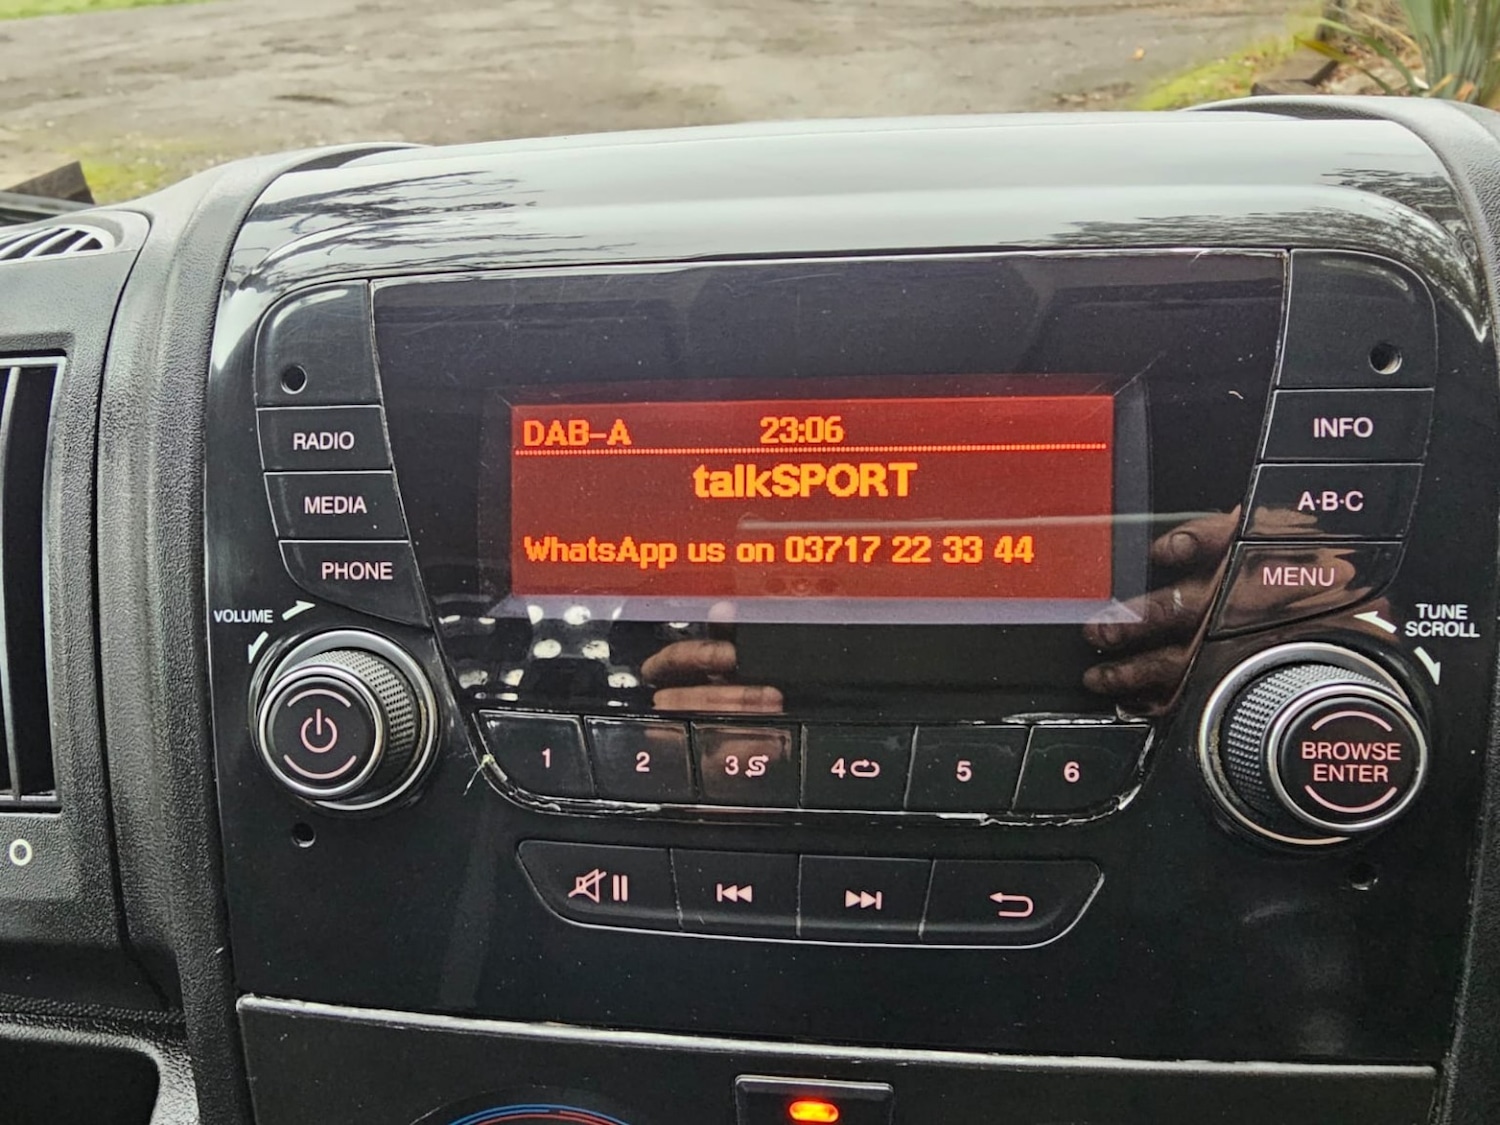 DAB-A 23:06
talkSPORT
WhatsApp us on 03717 22 33 44
RADIO
MEDIA
PHONE
VOLUME
INFO
A·B·C
MENU
TUNE
SCROLL
BROWSE
ENTER
1 2 3 4 5 6
O